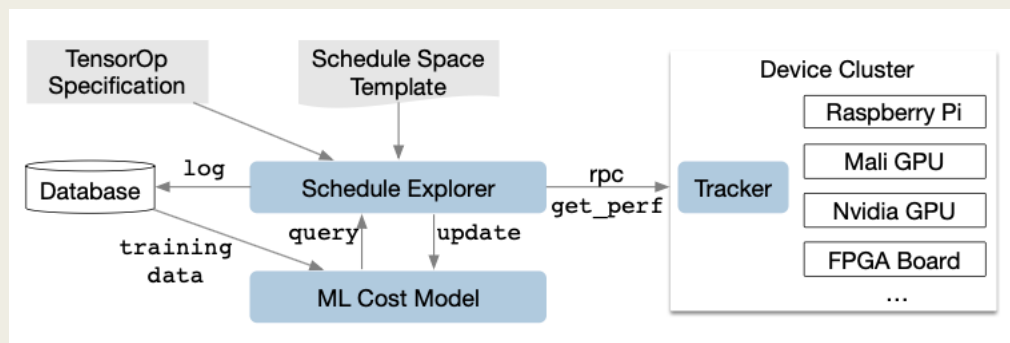 TensorOp
Specification
Schedule Space
Template
Device Cluster
Raspberry Pi
Mali GPU
Nvidia GPU
FPGA Board
...
Database
log
Schedule Explorer
rpc
get_perf
Tracker
training
data
query
update
ML Cost Model